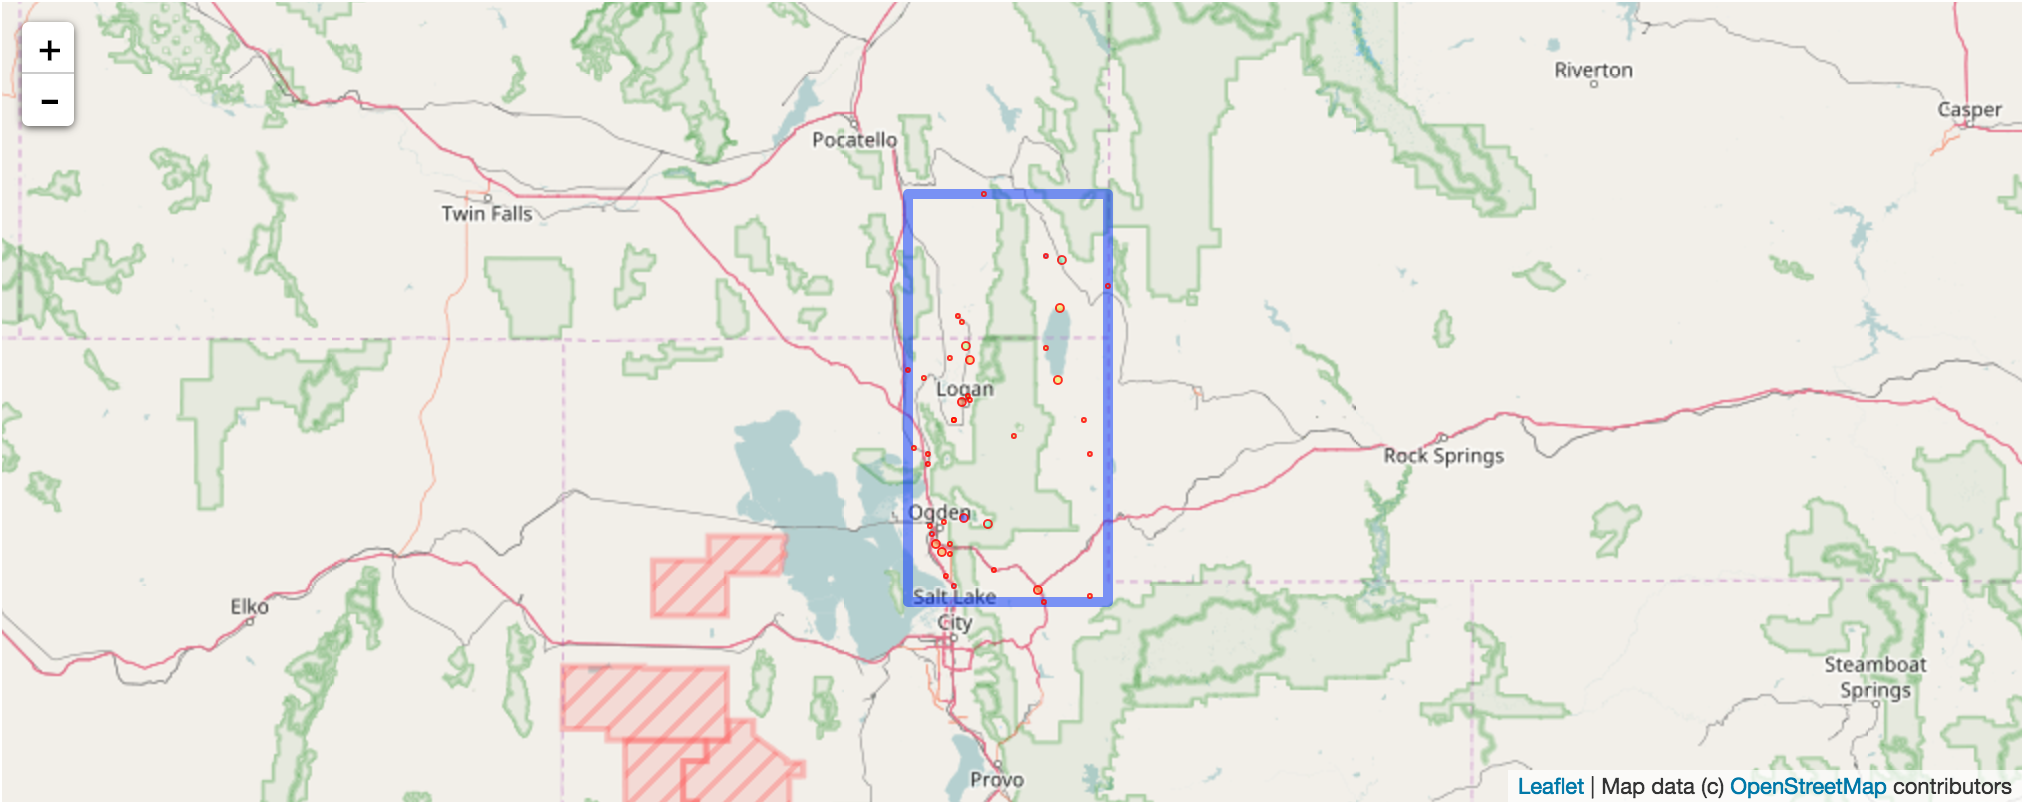 +
−
Riverton
Casper
Pocatello
Twin Falls
Logan
Rock Springs
Ogden
Elko
Salt Lake
City
Steamboat
Springs
Provo
Leaflet | Map data (c) OpenStreetMap contributors